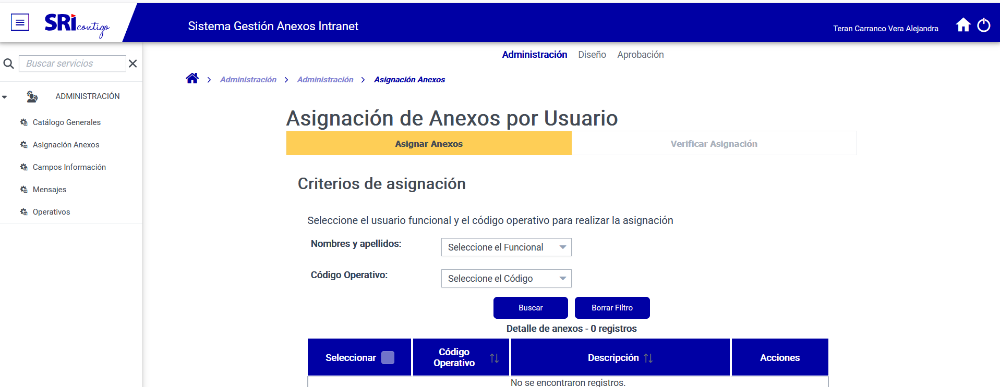 SRi contigo
Sistema Gestión Anexos Intranet
Teran Carranco Vera Alejandra
Buscar servicios
ADMINISTRACIÓN
Catálogo Generales
Asignación Anexos
Campos Información
Mensajes
Operativos
Administración Diseño Aprobación
> Administración > Administración > Asignación Anexos
Asignación de Anexos por Usuario
Asignar Anexos Verificar Asignación
Criterios de asignación
Seleccione el usuario funcional y el código operativo para realizar la asignación
Nombres y apellidos: Seleccione el Funcional
Código Operativo: Seleccione el Código
Buscar Borrar Filtro
Detalle de anexos - 0 registros
Seleccionar Código Operativo Descripción Acciones
No se encontraron registros.